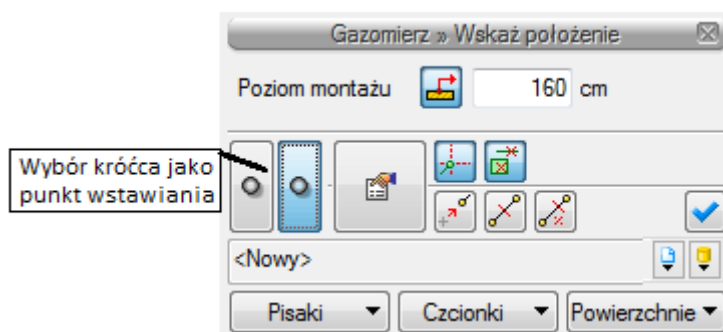 Gazomierz » Wskaż położenie
Poziom montażu 160 cm
Wybór króćca jako
punkt wstawiania
<Nowy>
Pisaki Czcionki Powierzchnie